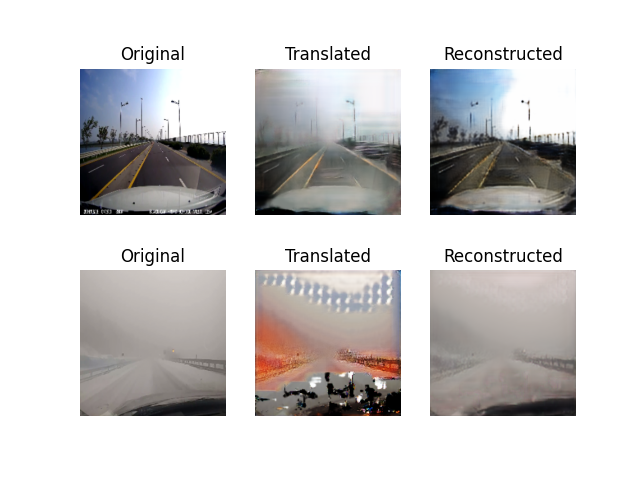 Original
Translated
Reconstructed
Original
Translated
Reconstructed